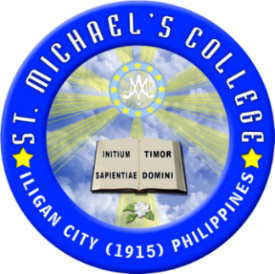 ST. MICHAEL'S COLLEGE
INITIUM TIMOR
SAPIENTIAE DOMINI
ILIGAN CITY (1915) PHILIPPINES